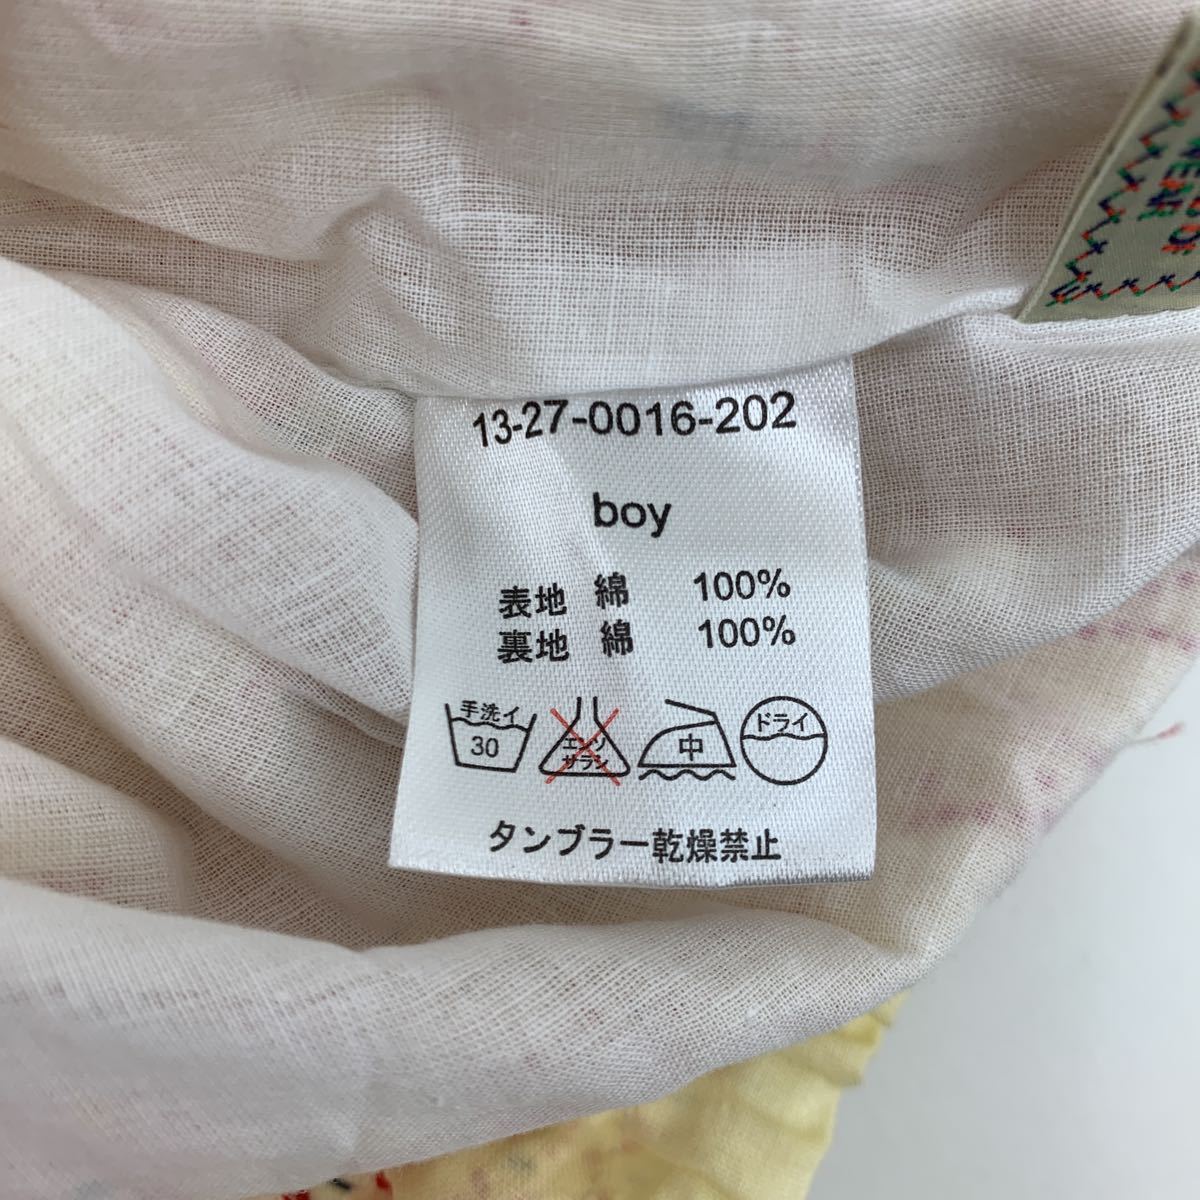 13-27-0016-202
boy
表地 綿 100%
裏地 綿 100%
手洗イ
30
エンソ
サラシ
中
ドライ
タンブラー乾燥禁止